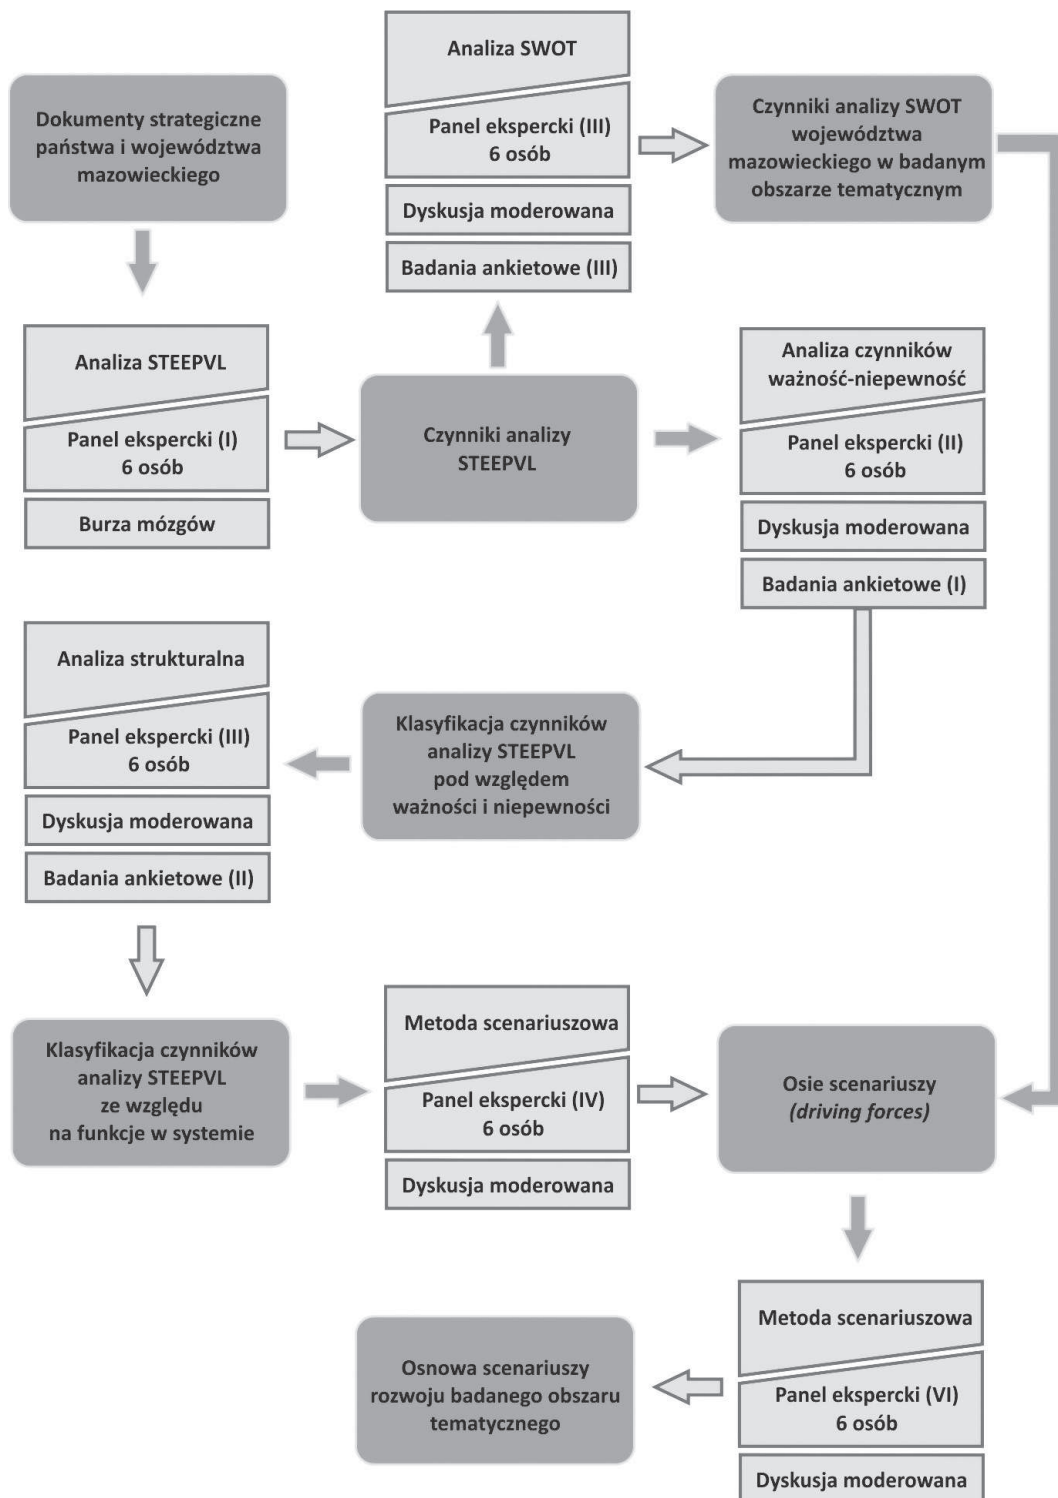 Analiza SWOT
Panel ekspercki (III)
6 osób
Dyskusja moderowana
Badania ankietowe (III)
Dokumenty strategiczne
państwa i województwa
mazowieckiego
Czynniki analizy SWOT
województwa
mazowieckiego w badanym
obszarze tematycznym
Analiza STEEPVL
Panel ekspercki (I)
6 osób
Burza mózgów
Czynniki analizy
STEEPVL
Analiza czynników
ważność-niepewność
Panel ekspercki (II)
6 osób
Dyskusja moderowana
Badania ankietowe (I)
Analiza strukturalna
Panel ekspercki (III)
6 osób
Dyskusja moderowana
Badania ankietowe (II)
Klasyfikacja czynników
analizy STEEPVL
pod względem
ważności i niepewności
Klasyfikacja czynników
analizy STEEPVL
ze względu
na funkcje w systemie
Metoda scenariuszowa
Panel ekspercki (IV)
6 osób
Dyskusja moderowana
Osie scenariuszy
(driving forces)
Metoda scenariuszowa
Panel ekspercki (VI)
6 osób
Dyskusja moderowana
Osnowa scenariuszy
rozwoju badanego obszaru
tematycznego